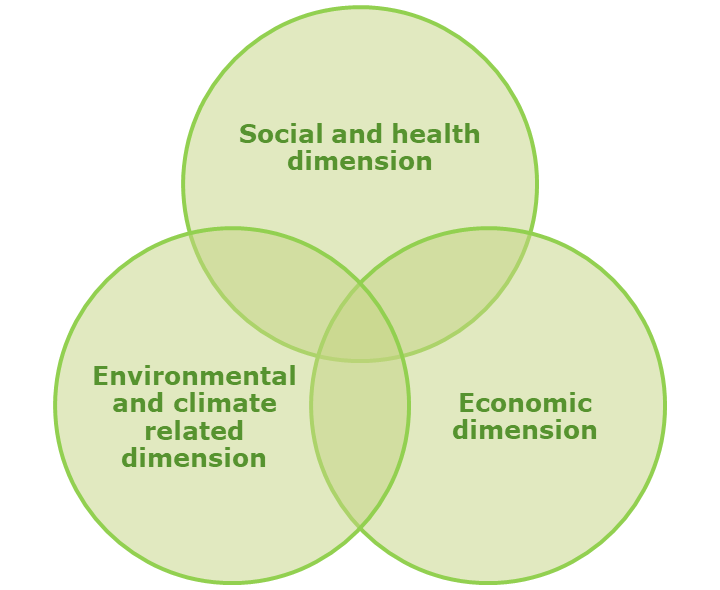 Social and health
dimension
Environmental
and climate
related
dimension
Economic
dimension